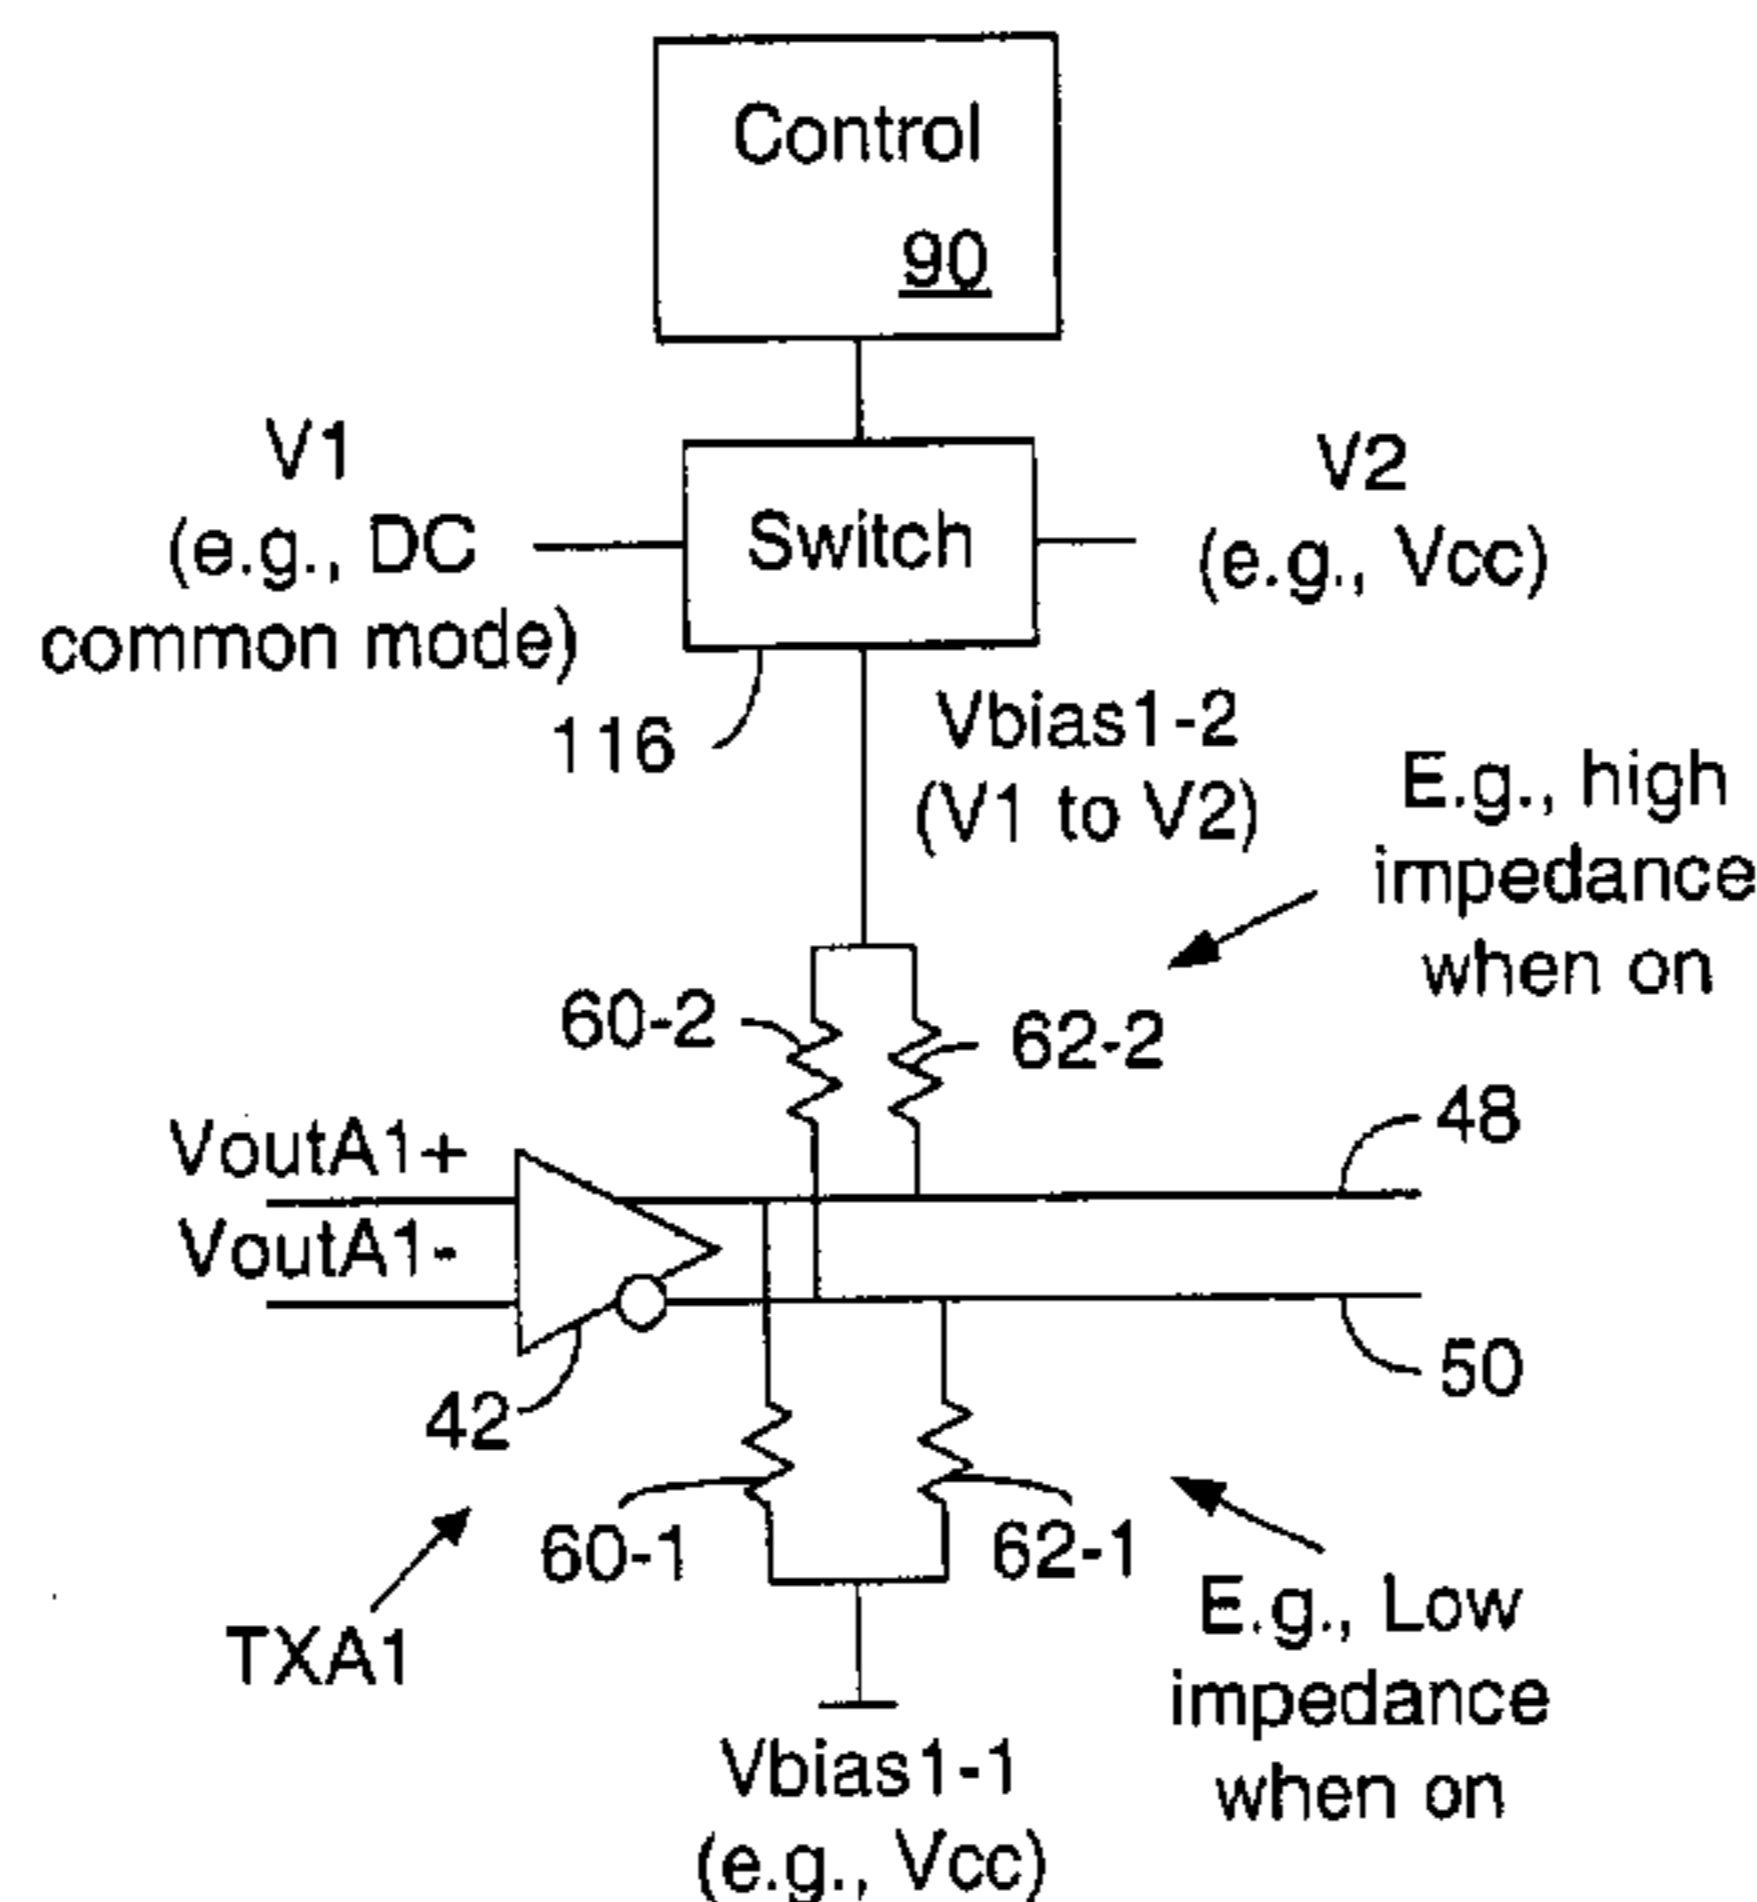 Control
90
V1
(e.g., DC
common mode)
Switch
V2
(e.g., Vcc)
116
Vbias1-2
(V1 to V2)
E.g., high
impedance
when on
60-2
62-2
48
VoutA1+
VoutA1-
50
42
60-1
62-1
TXA1
E.g., Low
impedance
when on
Vbias1-1
(e.g., Vcc)